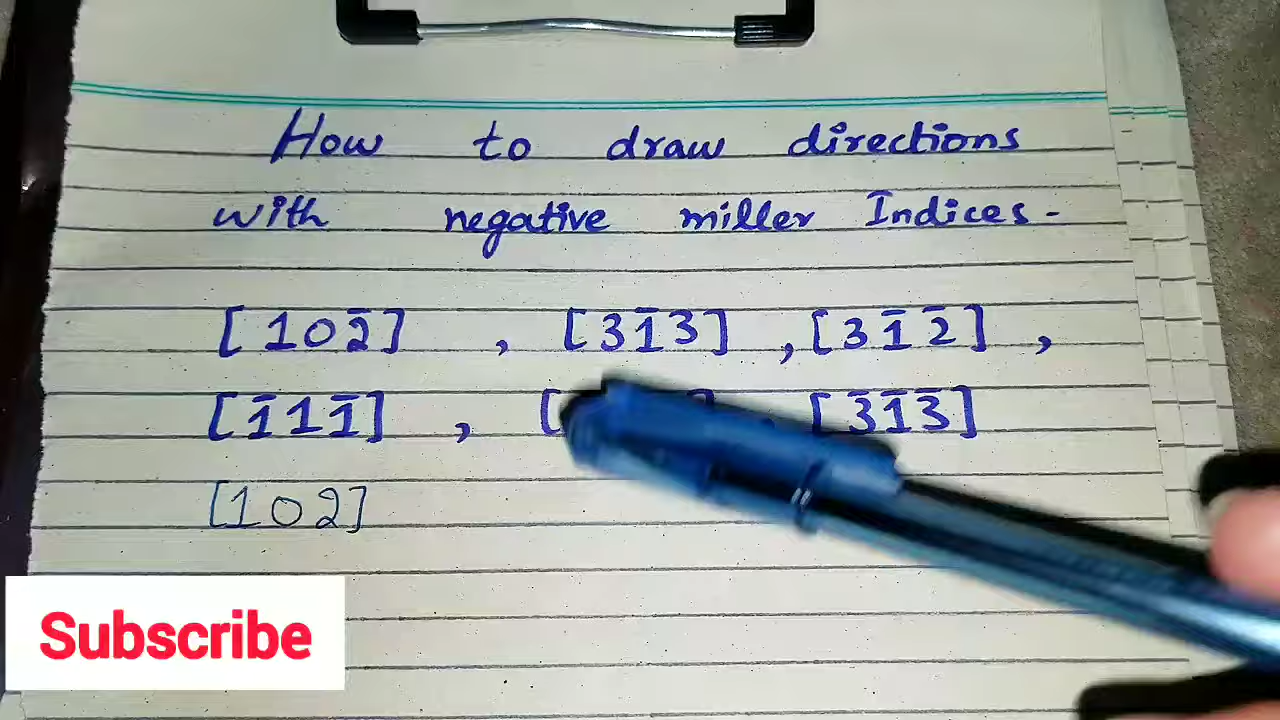 How to draw directions
with negative miller Indices-
[1 0 2̄] , [3 1̄ 3] , [3 1̄ 2̄] ,
[1̄ 1 1̄] , [ [3̄ 1̄ 3̄]
[1 0 2]
Subscribe